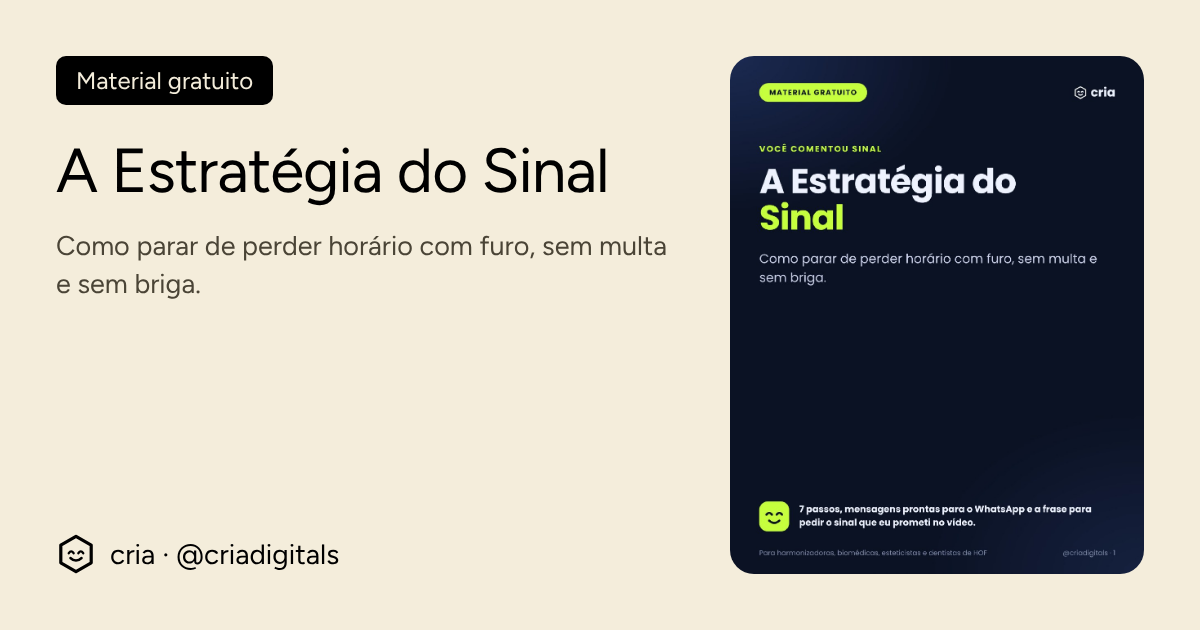 Material gratuito
A Estratégia do Sinal
Como parar de perder horário com furo, sem multa
e sem briga.
cria · @criadigitals
MATERIAL GRATUITO
cria
VOCÊ COMENTOU SINAL
A Estratégia do
Sinal
Como parar de perder horário com furo, sem multa e
sem briga.
7 passos, mensagens prontas para o WhatsApp e a frase para
pedir o sinal que eu prometi no vídeo.
Para harmonizadoras, biomédicas, esteticistas e dentistas de HOF
@criadigitals · 1